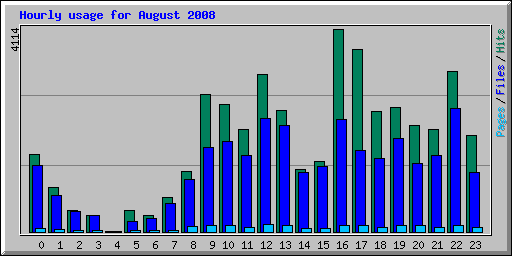 Hourly usage for August 2008
4114
Pages / Files / Hits
0 1 2 3 4 5 6 7 8 9 10 11 12 13 14 15 16 17 18 19 20 21 22 23